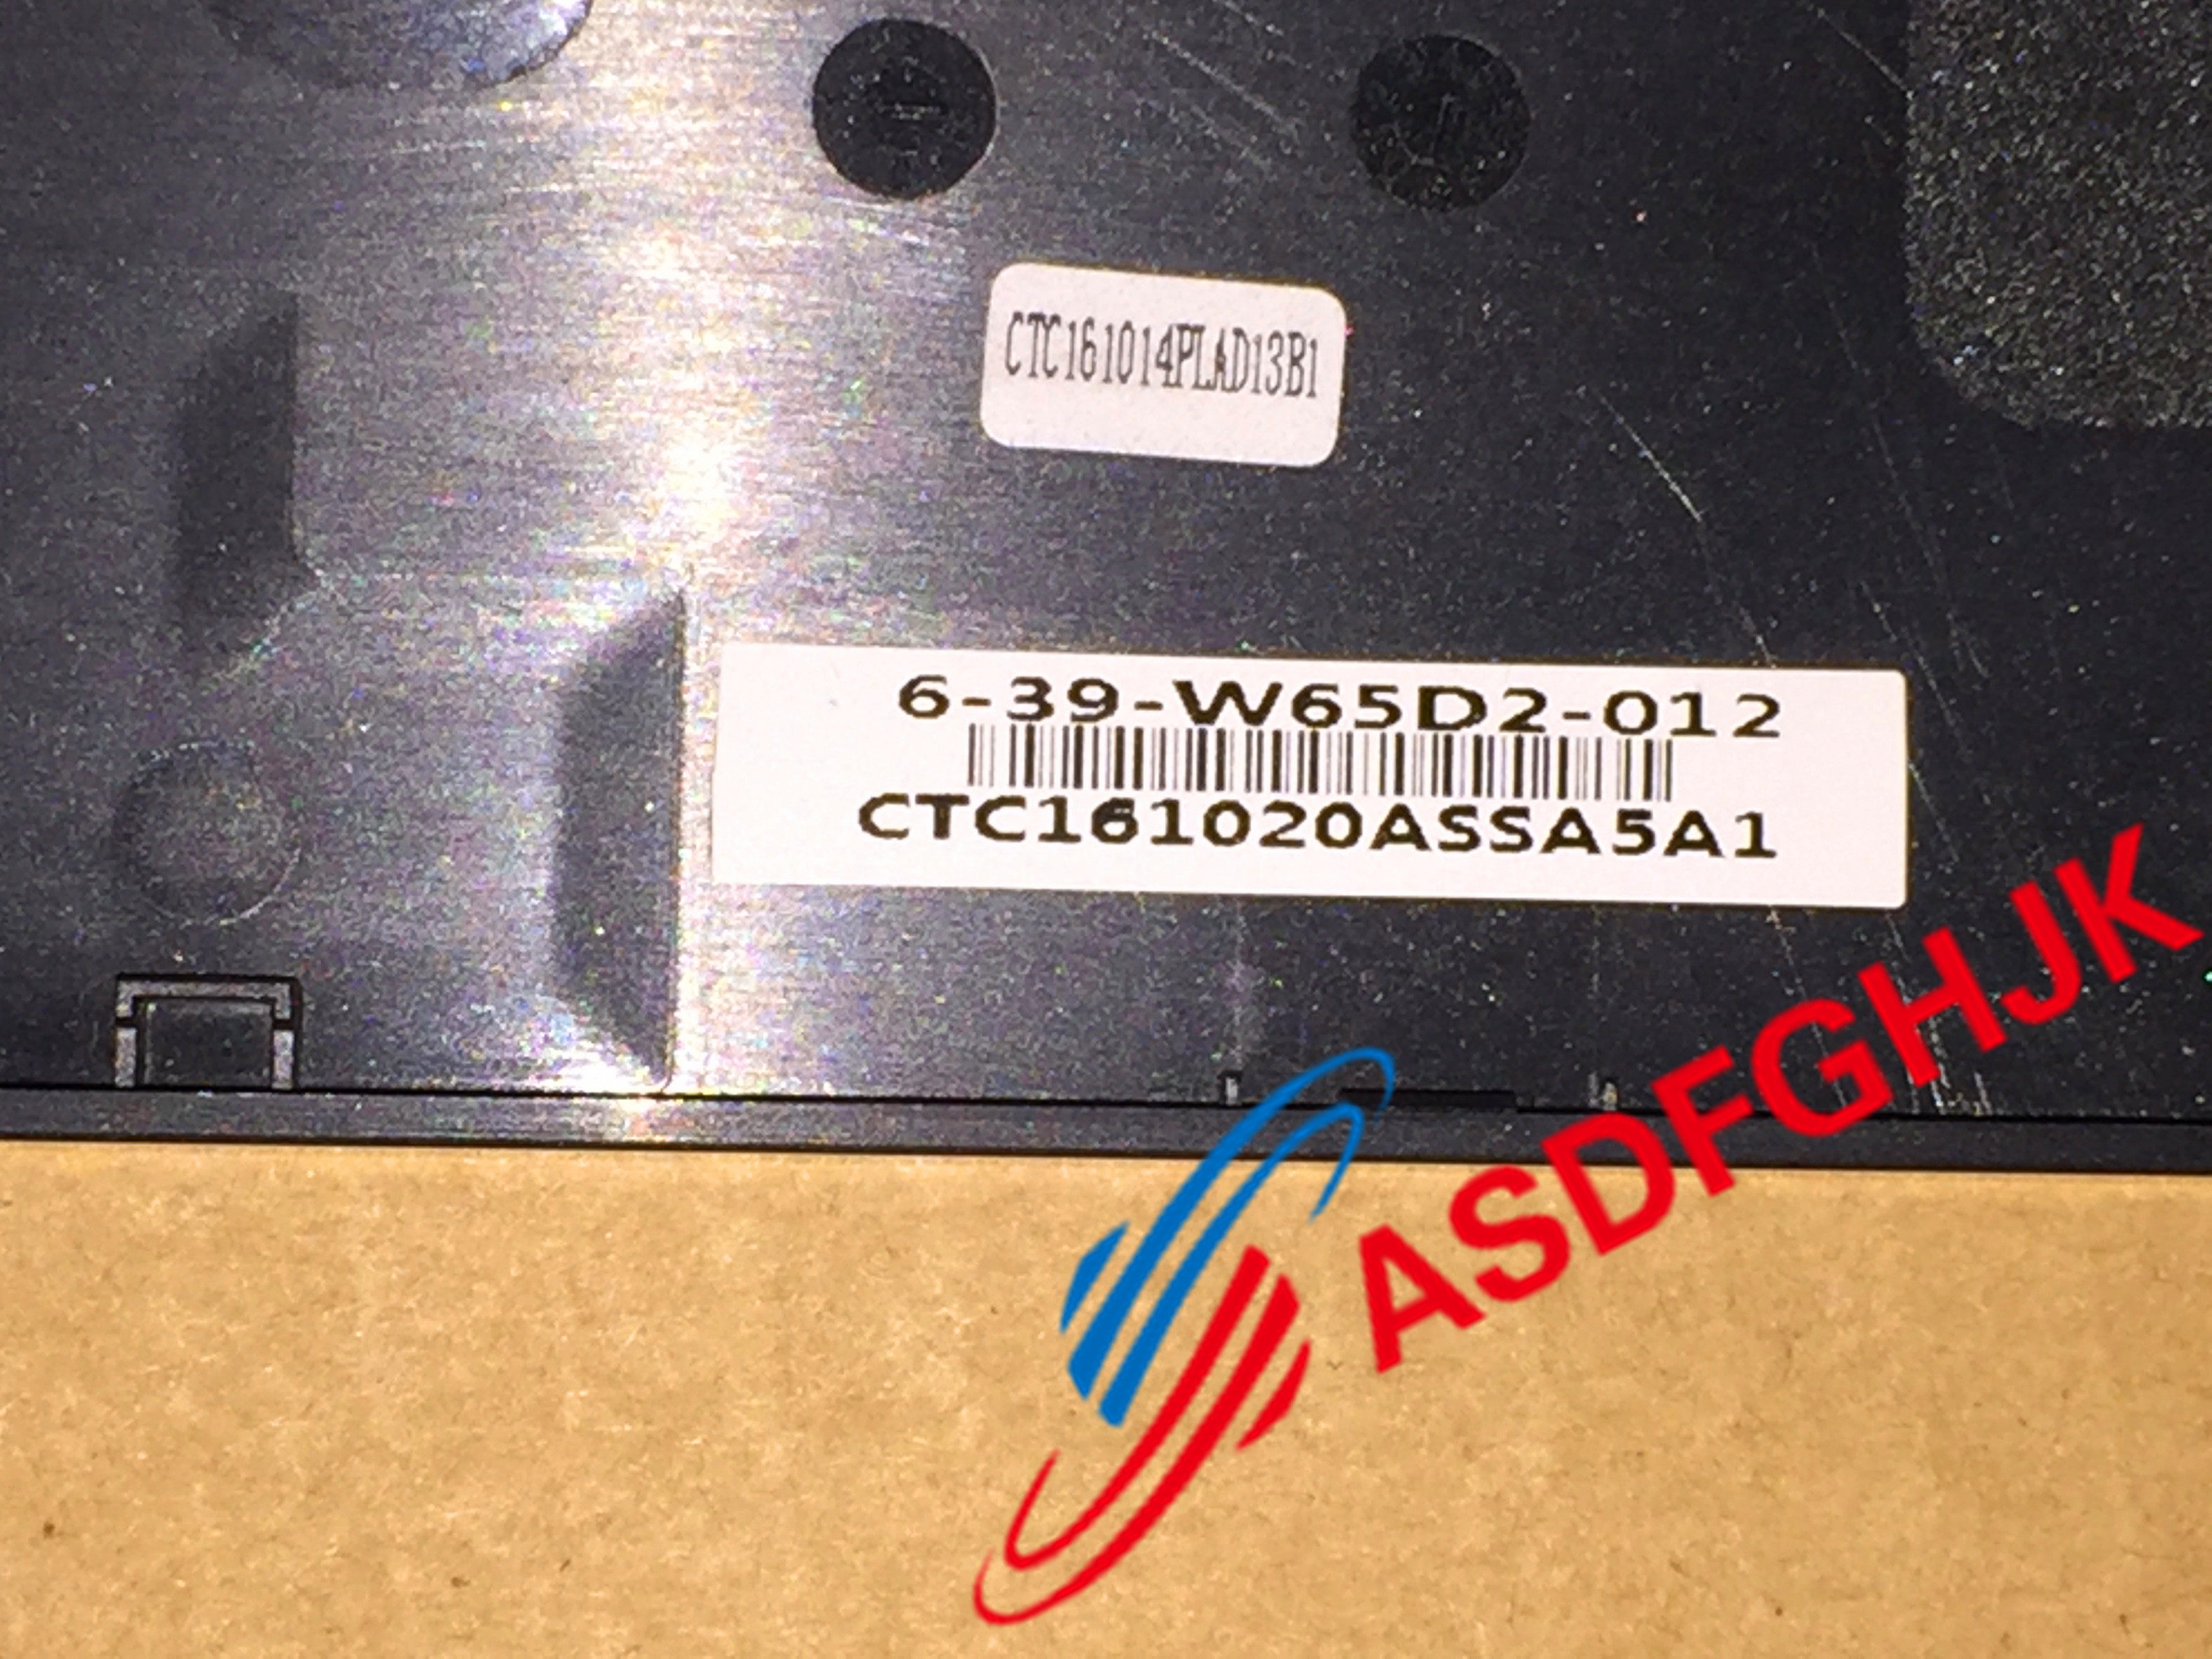 CTC161014PLAD13B1
6-39-W65D2-012
CTC161020ASSA5A1
ASDFGHJK